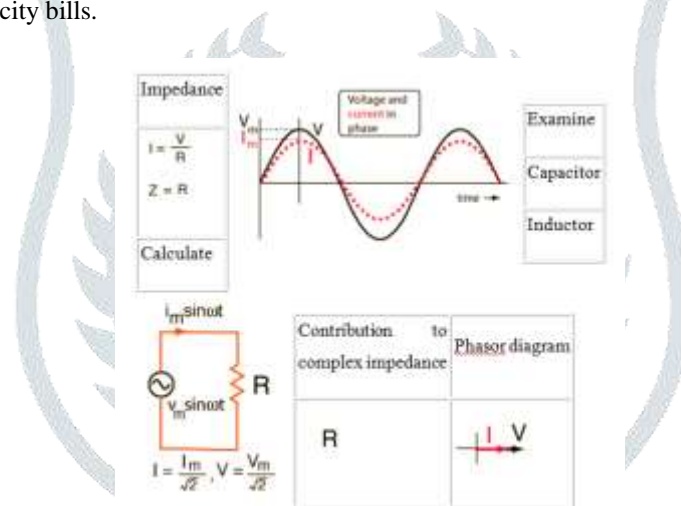 city bills.
Impedance
I = V/R
Z = R
Calculate
Vm
Im
V
I
Voltage and
current in
phase
time →
Examine
Capacitor
Inductor
imsinωt
vmsinωt
R
I = Im/√2 , V = Vm/√2
Contribution to
complex impedance
Phasor diagram
R
I V